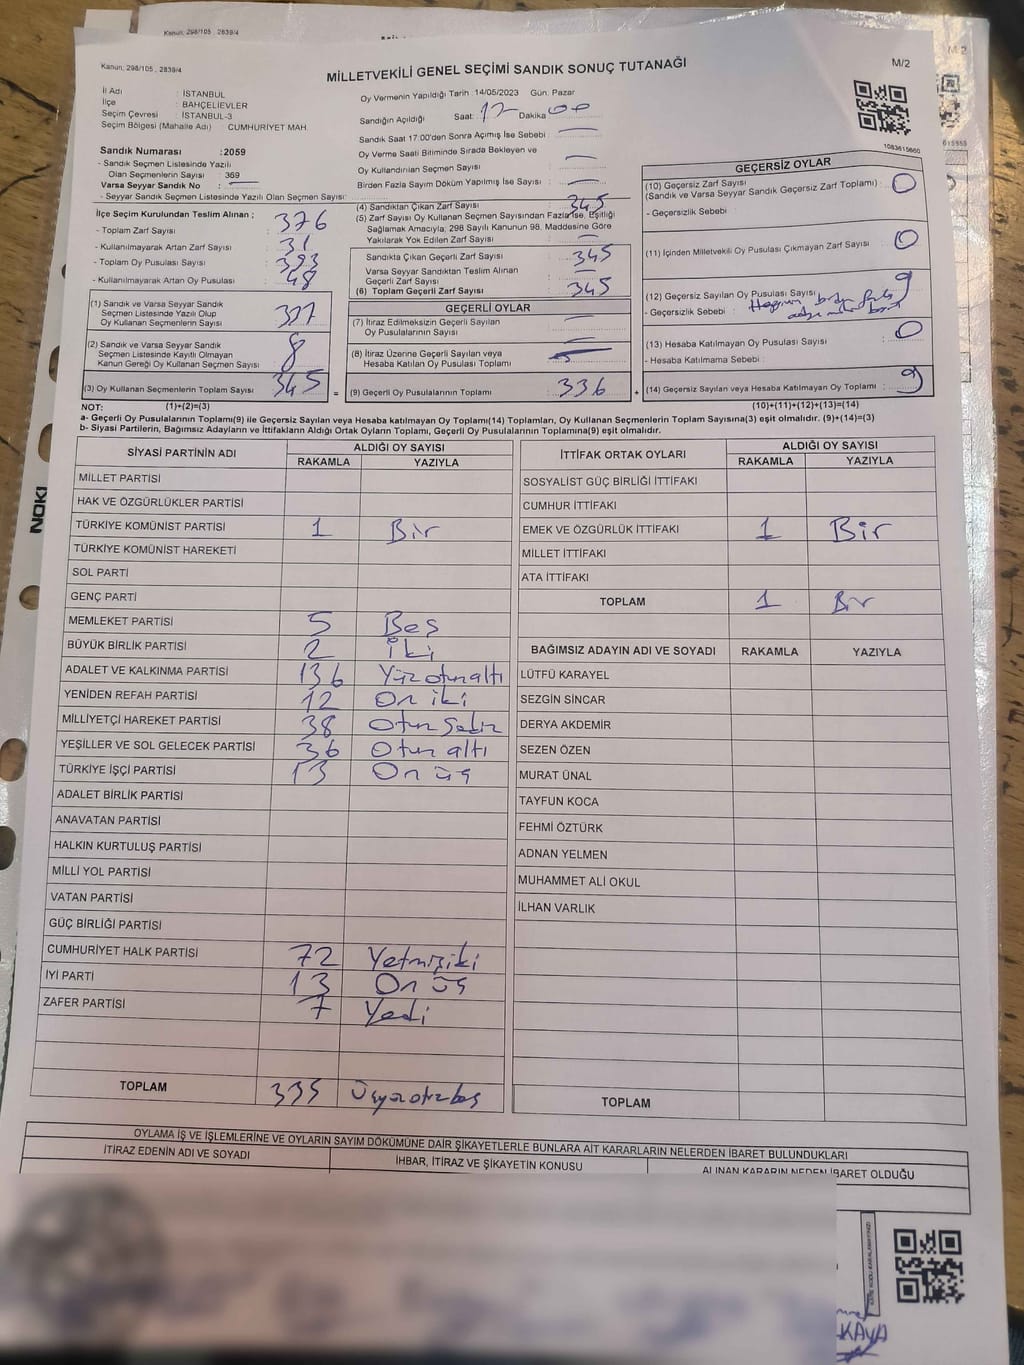 Kanun; 298/105 , 2839/4
Kanun; 298/105 , 2839/4
M/2
MİLLETVEKİLİ GENEL SEÇİMİ SANDIK SONUÇ TUTANAĞI
M/2
İl Adı : İSTANBUL
İlçe : BAHÇELİEVLER
Seçim Çevresi : İSTANBUL-3
Seçim Bölgesi (Mahalle Adı) CUMHURİYET MAH.
Sandık Numarası :2059
- Sandık Seçmen Listesinde Yazılı
Olan Seçmenlerin Sayısı : 369
Varsa Seyyar Sandık No :
- Seyyar Sandık Seçmen Listesinde Yazılı Olan Seçmen Sayısı:
Oy Vermenin Yapıldığı Tarih : 14/05/2023 Gün. Pazar
Sandığın Açıldığı Saat: 17 Dakika 00
Sandık Saat 17:00'den Sonra Açımış İse Sebebi :
Oy Verme Saati Bitiminde Sırada Bekleyen ve
Oy Kullandırılan Seçmen Sayısı :
Birden Fazla Sayım Döküm Yapılmış İse Sayısı :
1083615660
İlçe Seçim Kurulundan Teslim Alınan ;
- Toplam Zarf Sayısı : 376
- Kullanılmayarak Artan Zarf Sayısı : 31
- Toplam Oy Pusulası Sayısı : 393
- Kullanılmayarak Artan Oy Pusulası : 48
(1) Sandık ve Varsa Seyyar Sandık
Seçmen Listesinde Yazılı Olup
Oy Kullanan Seçmenlerin Sayısı : 337
(2) Sandık ve Varsa Seyyar Sandık
Seçmen Listesinde Kayıtlı Olmayan
Kanun Gereği Oy Kullanan Seçmen Sayısı : 8
(3) Oy Kullanan Seçmenlerin Toplam Sayısı : 345 =
(4) Sandıktan Çıkan Zarf Sayısı : 345
(5) Zarf Sayısı Oy Kullanan Seçmen Sayısından Fazla İse, Eşitliği
Sağlamak Amacıyla; 298 Sayılı Kanunun 98. Maddesine Göre
Yakılarak Yok Edilen Zarf Sayısı :
Sandıkta Çıkan Geçerli Zarf Sayısı : 345
Varsa Seyyar Sandıktan Teslim Alınan
Geçerli Zarf Sayısı :
(6) Toplam Geçerli Zarf Sayısı : 345
GEÇERLİ OYLAR
(7) İtiraz Edilmeksizin Geçerli Sayılan
Oy Pusulalarının Sayısı :
(8) İtiraz Üzerine Geçerli Sayılan veya
Hesaba Katılan Oy Pusulası Toplamı :
(9) Geçerli Oy Pusulalarının Toplamı : 336 +
GEÇERSİZ OYLAR
(10) Geçersiz Zarf Sayısı
(Sandık ve Varsa Seyyar Sandık Geçersiz Zarf Toplamı) : 0
- Geçersizlik Sebebi :
(11) İçinden Milletvekili Oy Pusulası Çıkmayan Zarf Sayısı : 0
(12) Geçersiz Sayılan Oy Pusulası Sayısı : 9
- Geçersizlik Sebebi :
(13) Hesaba Katılmayan Oy Pusulası Sayısı : 0
- Hesaba Katılmama Sebebi :
(14) Geçersiz Sayılan veya Hesaba Katılmayan Oy Toplamı : 9
NOT: (1)+(2)=(3) (10)+(11)+(12)+(13)=(14)
a- Geçerli Oy Pusulalarının Toplamı(9) ile Geçersiz Sayılan veya Hesaba katılmayan Oy Toplamı(14) Toplamları, Oy Kullanan Seçmenlerin Toplam Sayısına(3) eşit olmalıdır. (9)+(14)=(3)
b- Siyasi Partilerin, Bağımsız Adayların ve İttifakların Aldığı Ortak Oyların Toplamı, Geçerli Oy Pusulalarının Toplamına(9) eşit olmalıdır.
SİYASİ PARTİNİN ADI ALDIĞI OY SAYISI
RAKAMLA YAZIYLA
MİLLET PARTİSİ
HAK VE ÖZGÜRLÜKLER PARTİSİ
TÜRKİYE KOMÜNİST PARTİSİ 1 Bir
TÜRKİYE KOMÜNİST HAREKETİ
SOL PARTİ
GENÇ PARTİ
MEMLEKET PARTİSİ 5 Beş
BÜYÜK BİRLİK PARTİSİ 2 İki
ADALET VE KALKINMA PARTİSİ 136 Yüz otuz altı
YENİDEN REFAH PARTİSİ 12 On iki
MİLLİYETÇİ HAREKET PARTİSİ 38 Otuz Sekiz
YEŞİLLER VE SOL GELECEK PARTİSİ 36 Otuz altı
TÜRKİYE İŞÇİ PARTİSİ 13 On üç
ADALET BİRLİK PARTİSİ
ANAVATAN PARTİSİ
HALKIN KURTULUŞ PARTİSİ
MİLLİ YOL PARTİSİ
VATAN PARTİSİ
GÜÇ BİRLİĞİ PARTİSİ
CUMHURİYET HALK PARTİSİ 72 Yetmişiki
İYİ PARTİ 13 On üç
ZAFER PARTİSİ 7 Yedi
TOPLAM 335 Üçyüzotuzbeş
İTTİFAK ORTAK OYLARI ALDIĞI OY SAYISI
RAKAMLA YAZIYLA
SOSYALİST GÜÇ BİRLİĞİ İTTİFAKI
CUMHUR İTTİFAKI
EMEK VE ÖZGÜRLÜK İTTİFAKI 1 Bir
MİLLET İTTİFAKI
ATA İTTİFAKI
TOPLAM 1 Bir
BAĞIMSIZ ADAYIN ADI VE SOYADI RAKAMLA YAZIYLA
LÜTFÜ KARAYEL
SEZGİN SİNCAR
DERYA AKDEMİR
SEZEN ÖZEN
MURAT ÜNAL
TAYFUN KOCA
FEHMİ ÖZTÜRK
ADNAN YELMEN
MUHAMMET ALİ OKUL
İLHAN VARLIK
TOPLAM
OYLAMA İŞ VE İŞLEMLERİNE VE OYLARIN SAYIM DÖKÜMÜNE DAİR ŞİKAYETLERLE BUNLARA AİT KARARLARIN NELERDEN İBARET BULUNDUKLARI
İTİRAZ EDENİN ADI VE SOYADI İHBAR, İTİRAZ VE ŞİKAYETİN KONUSU ALINAN KARARIN NEDEN İBARET OLDUĞU
KAYA
NOKI